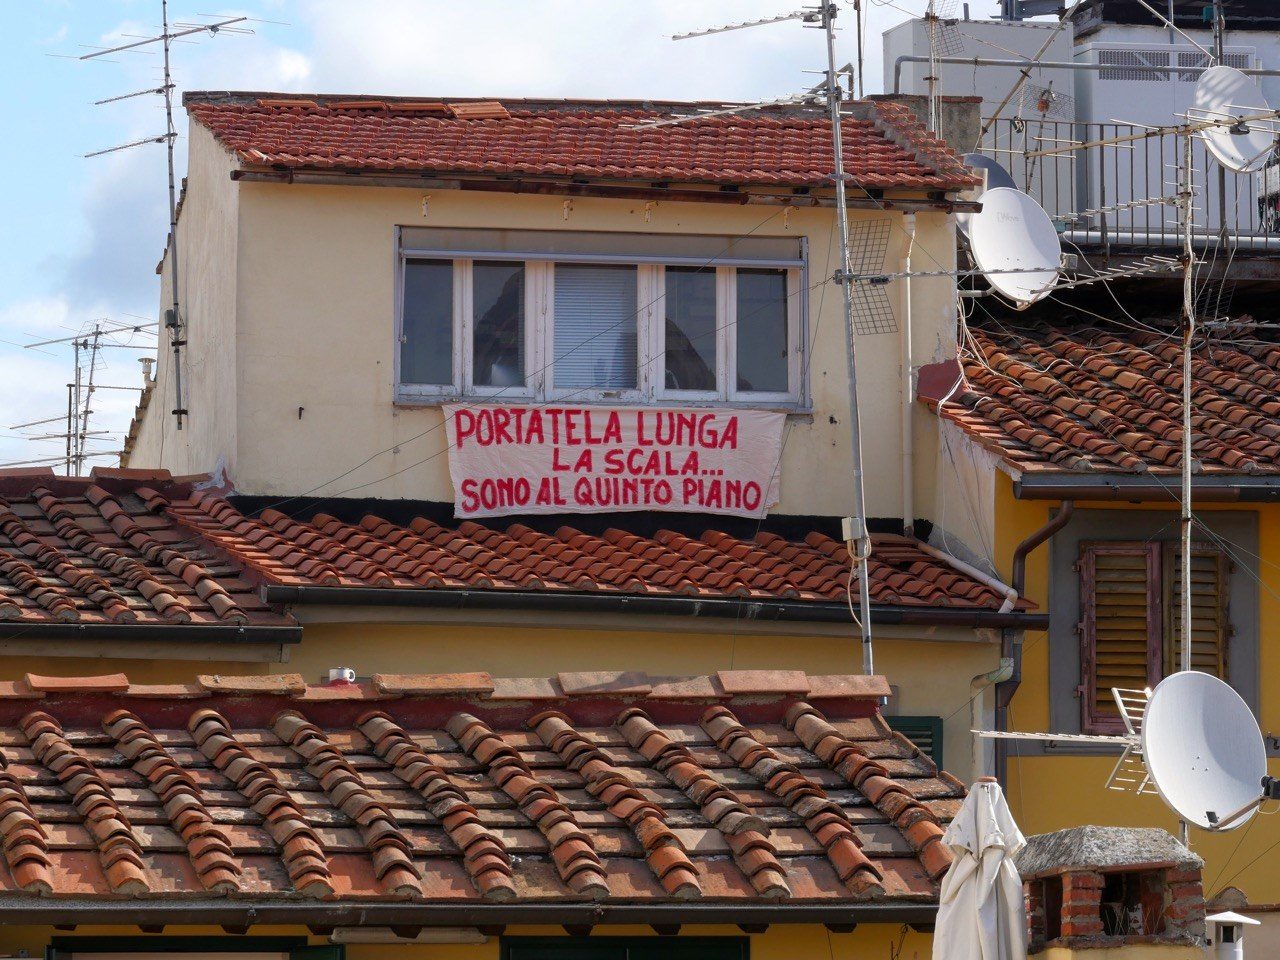 PORTATELA LUNGA
LA SCALA...
SONO AL QUINTO PIANO